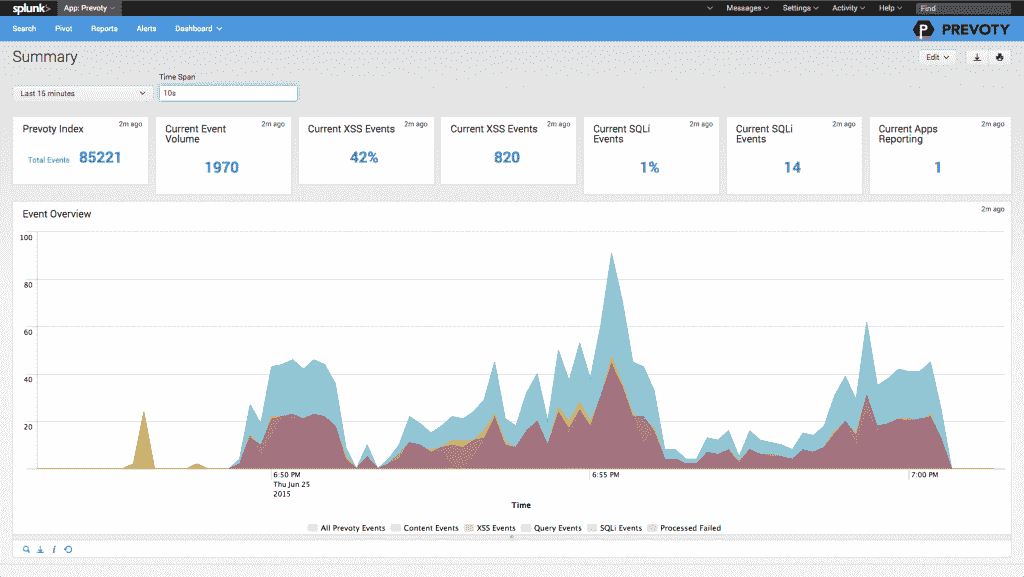 splunk> App: Prevoty Messages Settings Activity Help Find
Search Pivot Reports Alerts Dashboard PREVOTY
Summary
Edit
Time Span
Last 15 minutes 10s
Prevoty Index 2m ago
Total Events 85221
Current Event Volume 2m ago
1970
Current XSS Events 2m ago
42%
Current XSS Events 2m ago
820
Current SQLi Events 2m ago
1%
Current SQLi Events 2m ago
14
Current Apps Reporting 2m ago
1
Event Overview 2m ago
100
80
60
40
20
6:50 PM 6:55 PM 7:00 PM
Thu Jun 25
2015
Time
All Prevoty Events Content Events XSS Events Query Events SQLi Events Processed Failed